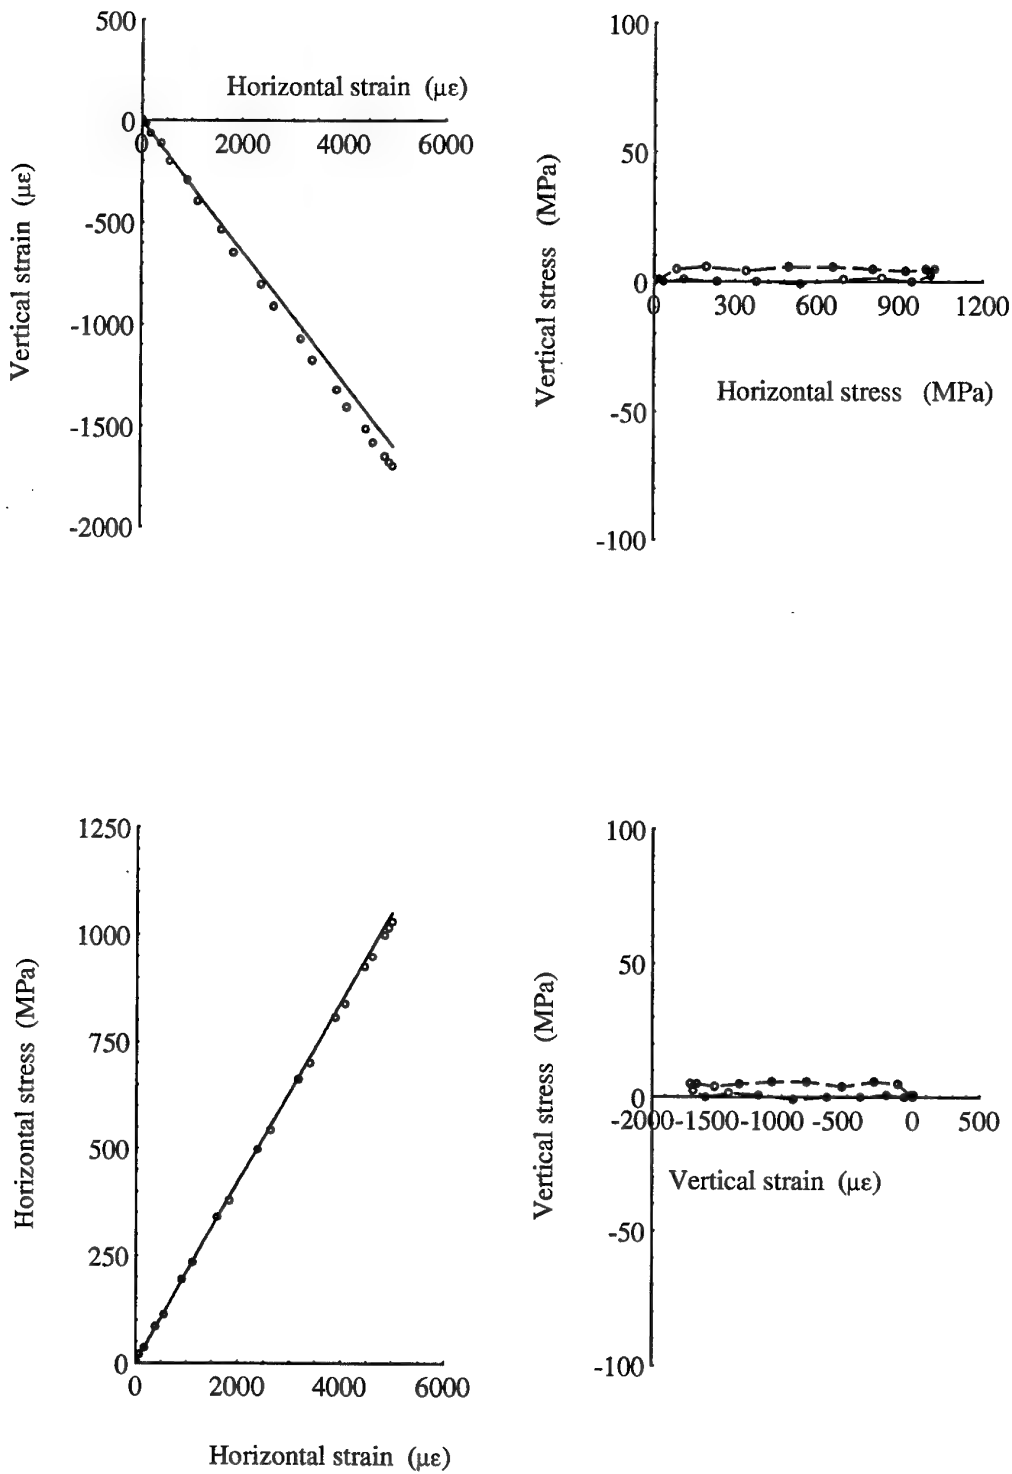 500
Horizontal strain (με)
0
0 2000 4000 6000
-500
-1000
-1500
-2000
Vertical strain (με)
100
50
0
0 300 600 900 1200
-50
-100
Horizontal stress (MPa)
Vertical stress (MPa)
1250
1000
750
500
250
0
0 2000 4000 6000
Horizontal stress (MPa)
Horizontal strain (με)
100
50
0
-2000 -1500 -1000 -500 0 500
Vertical strain (με)
-50
-100
Vertical stress (MPa)